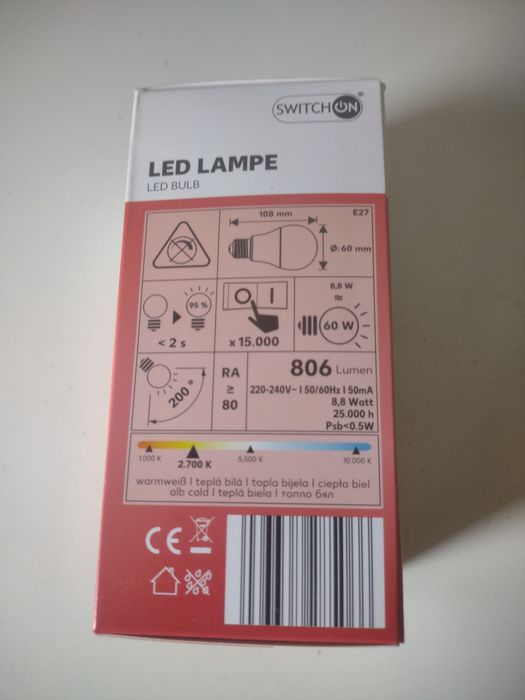 SWITCH ON®
LED LAMPE
LED BULB
108 mm
E27
Ø:60 mm
95 %
< 2 s
O I
x 15.000
8,8 W
≈
60 W
200°
RA
≥
80
806 Lumen
220-240V~ I 50/60Hz I 50mA
8,8 Watt
25.000 h
Psb<0.5W
1.000 K
2.700 K
5.500 K
10.000 K
warmweiß I teplá bílá I topla bijela I ciepła biel
alb cald I teplá biela I топло бял
CE